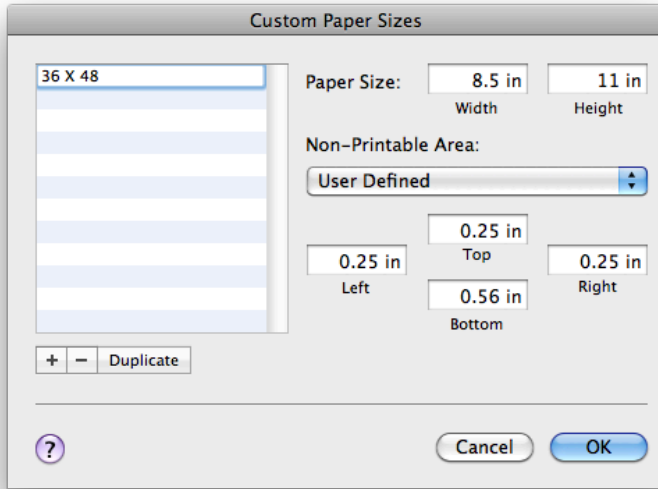 Custom Paper Sizes
36 X 48
Paper Size:
8.5 in
11 in
Width
Height
Non-Printable Area:
User Defined
0.25 in
Top
0.25 in
Left
0.25 in
Right
0.56 in
Bottom
+
−
Duplicate
?
Cancel
OK